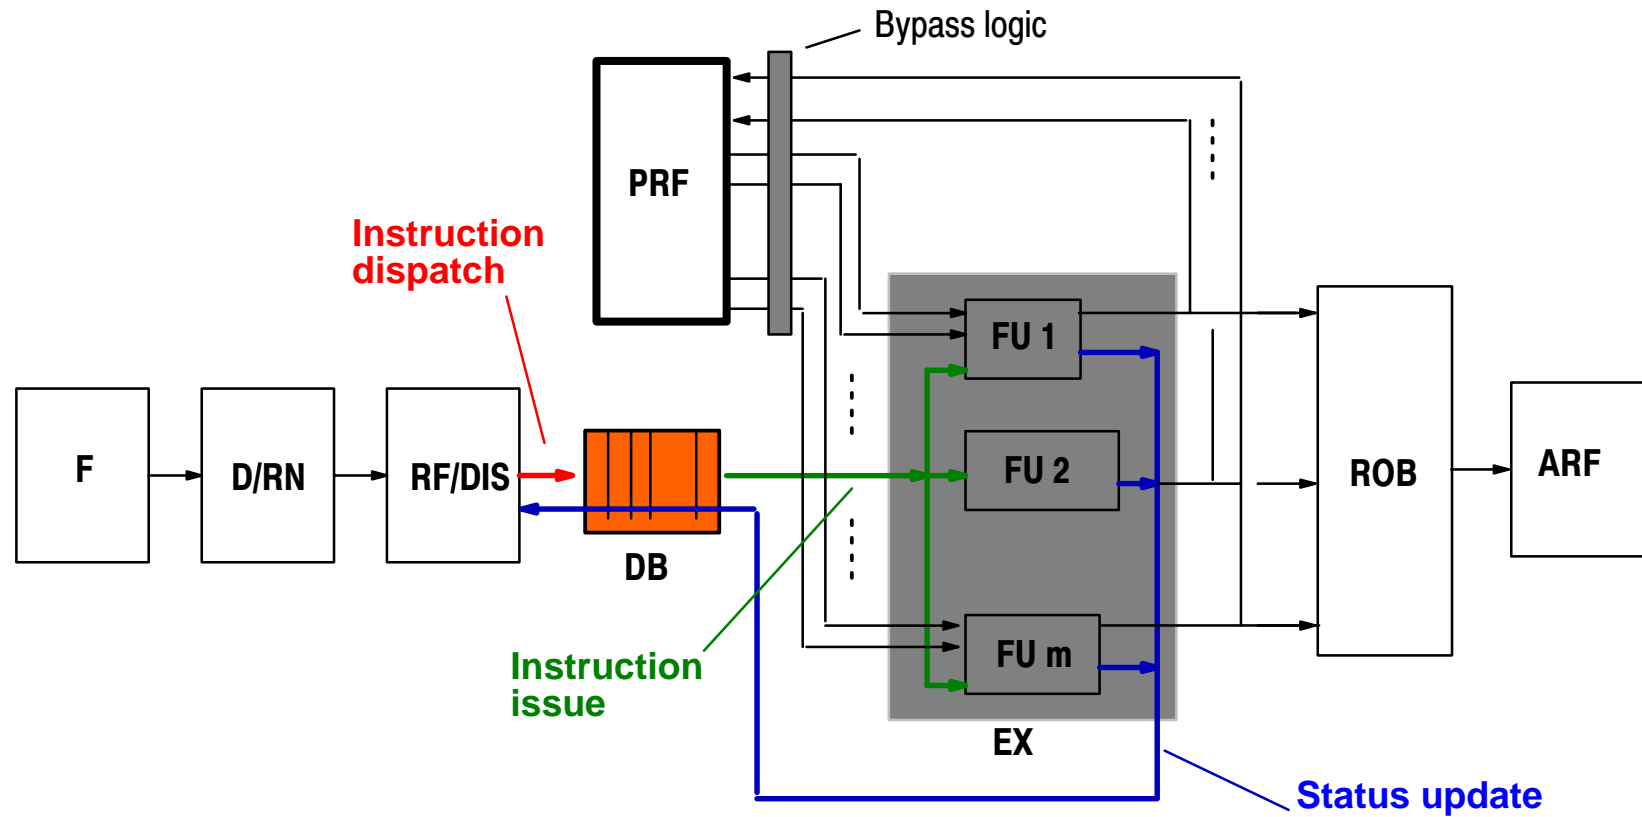 Bypass logic
PRF
Instruction
dispatch
FU 1
F
D/RN
RF/DIS
FU 2
ROB
ARF
DB
Instruction
issue
FU m
EX
Status update